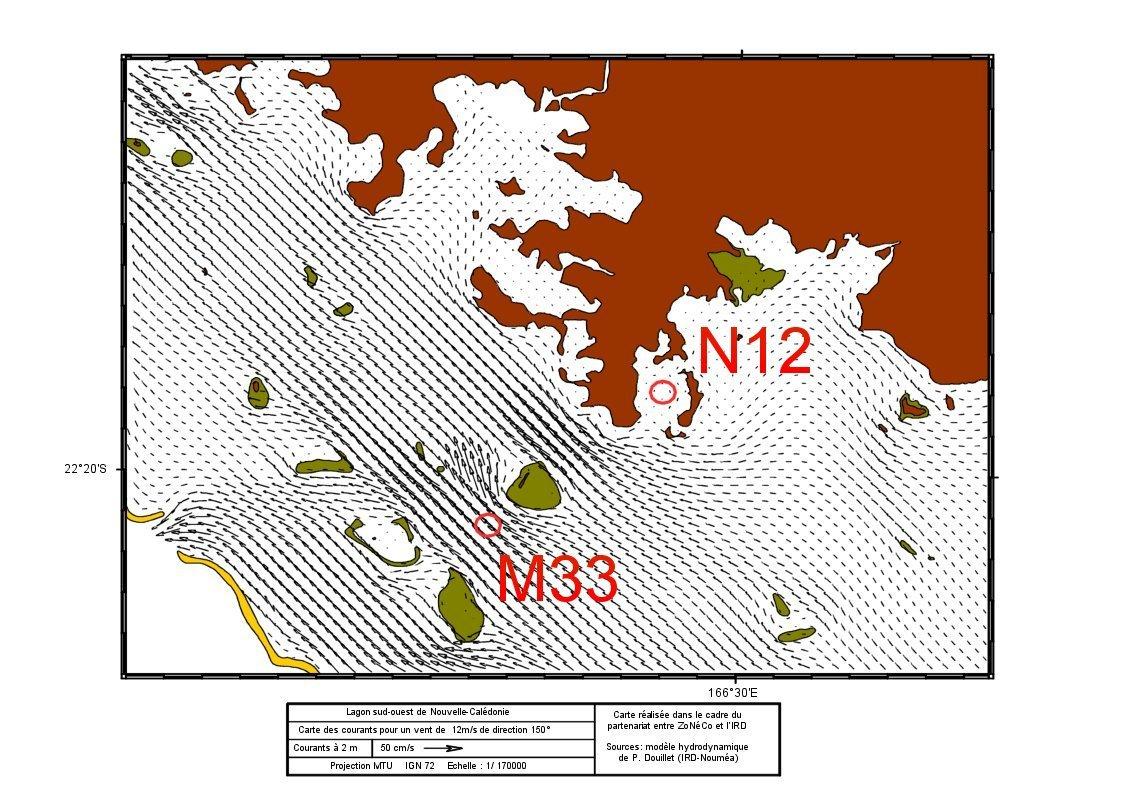 N12
22°20'S
M33
166°30'E
Lagon sud-ouest de Nouvelle-Calédonie
Carte des courants pour un vent de 12m/s de direction 150°
Courants à 2 m
50 cm/s
Projection MTU IGN 72 Echelle : 1/ 170000
Carte réalisée dans le cadre du
partenariat entre ZoNéCo et l'IRD
Sources: modèle hydrodynamique
de P. Douillet (IRD-Nouméa)